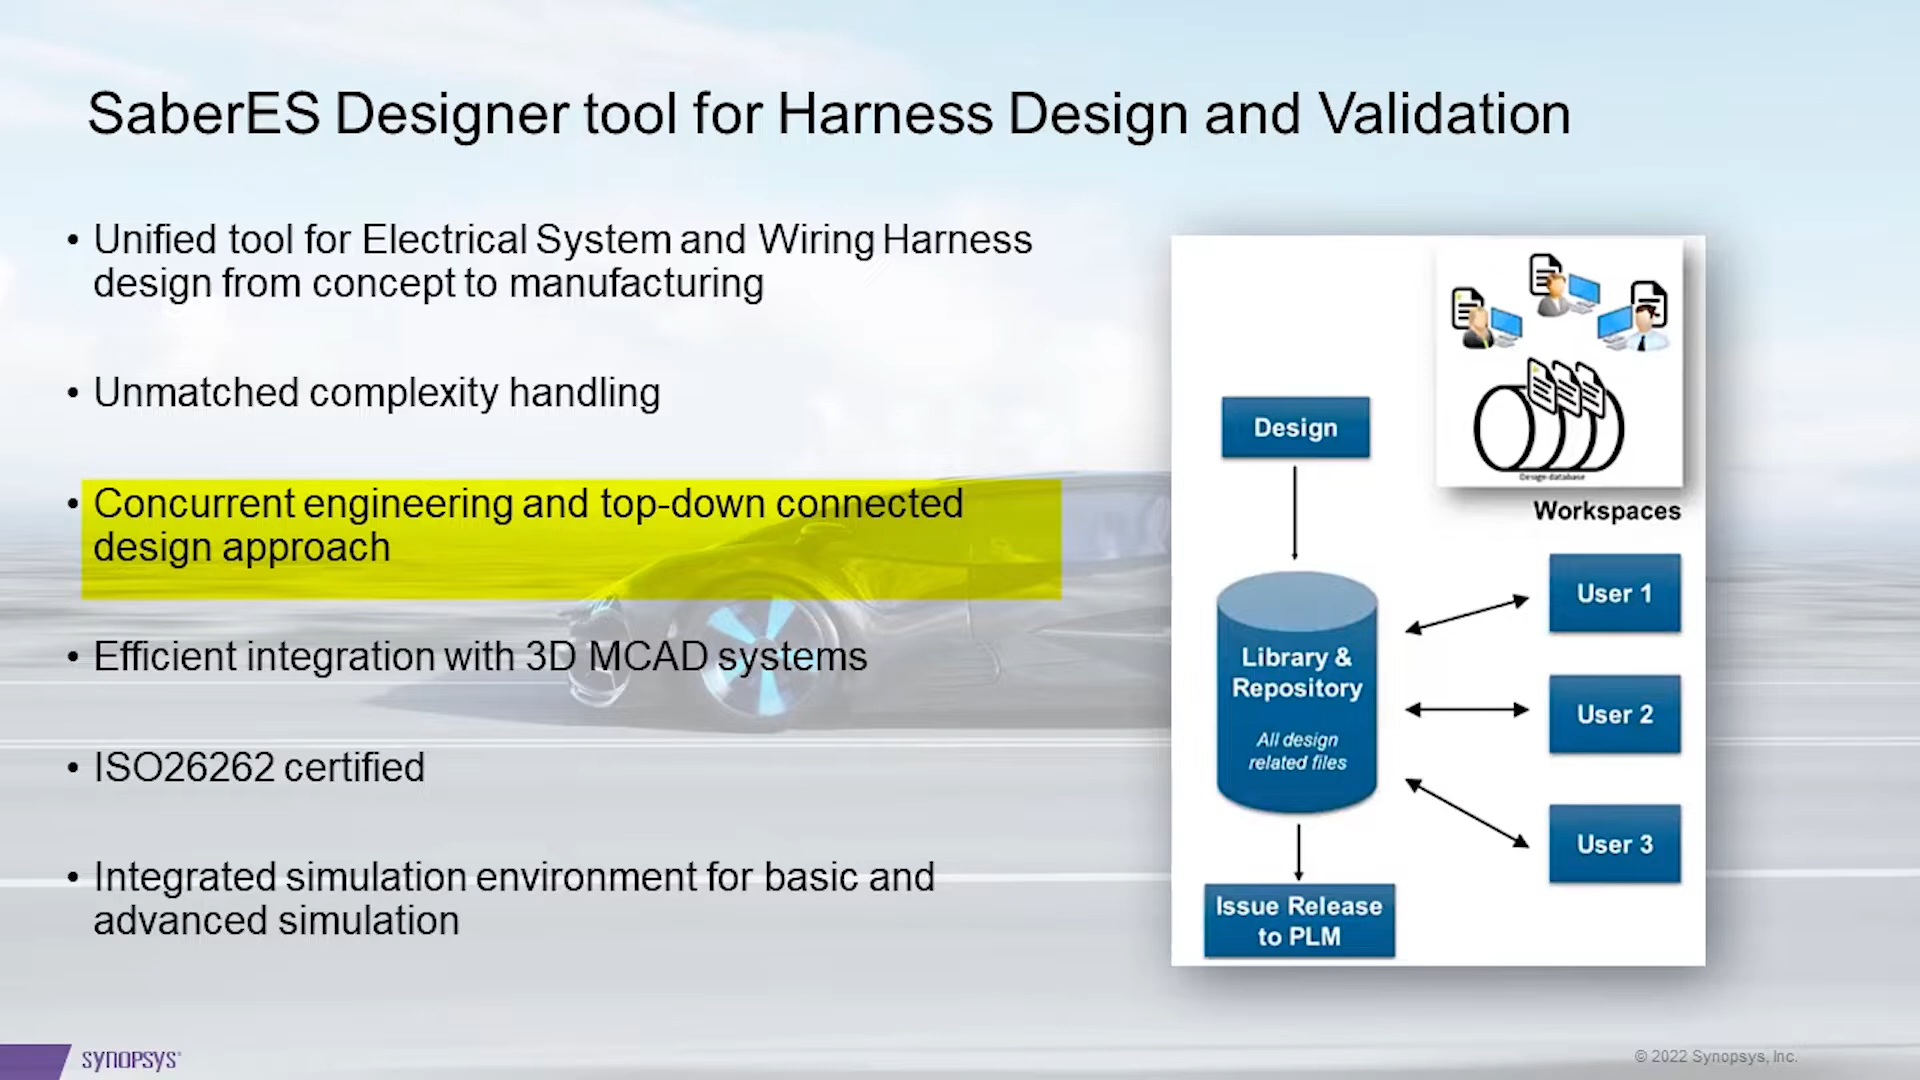 SaberES Designer tool for Harness Design and Validation
• Unified tool for Electrical System and Wiring Harness
design from concept to manufacturing
• Unmatched complexity handling
• Concurrent engineering and top-down connected
design approach
• Efficient integration with 3D MCAD systems
• ISO26262 certified
• Integrated simulation environment for basic and
advanced simulation
Design database
Workspaces
Design
Library &
Repository
All design
related files
Issue Release
to PLM
User 1
User 2
User 3
SYNOPSYS®
© 2022 Synopsys, Inc.